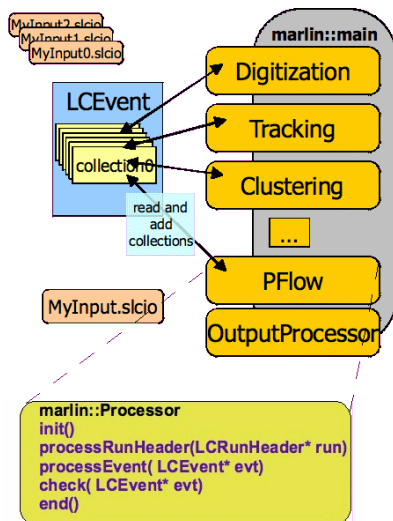 MyInput2.slcio
MyInput1.slcio
MyInput0.slcio
marlin::main
LCEvent
collection0
read and
add
collections
Digitization
Tracking
Clustering
...
PFlow
OutputProcessor
MyInput.slcio
marlin::Processor
init()
processRunHeader(LCRunHeader* run)
processEvent( LCEvent* evt)
check( LCEvent* evt)
end()